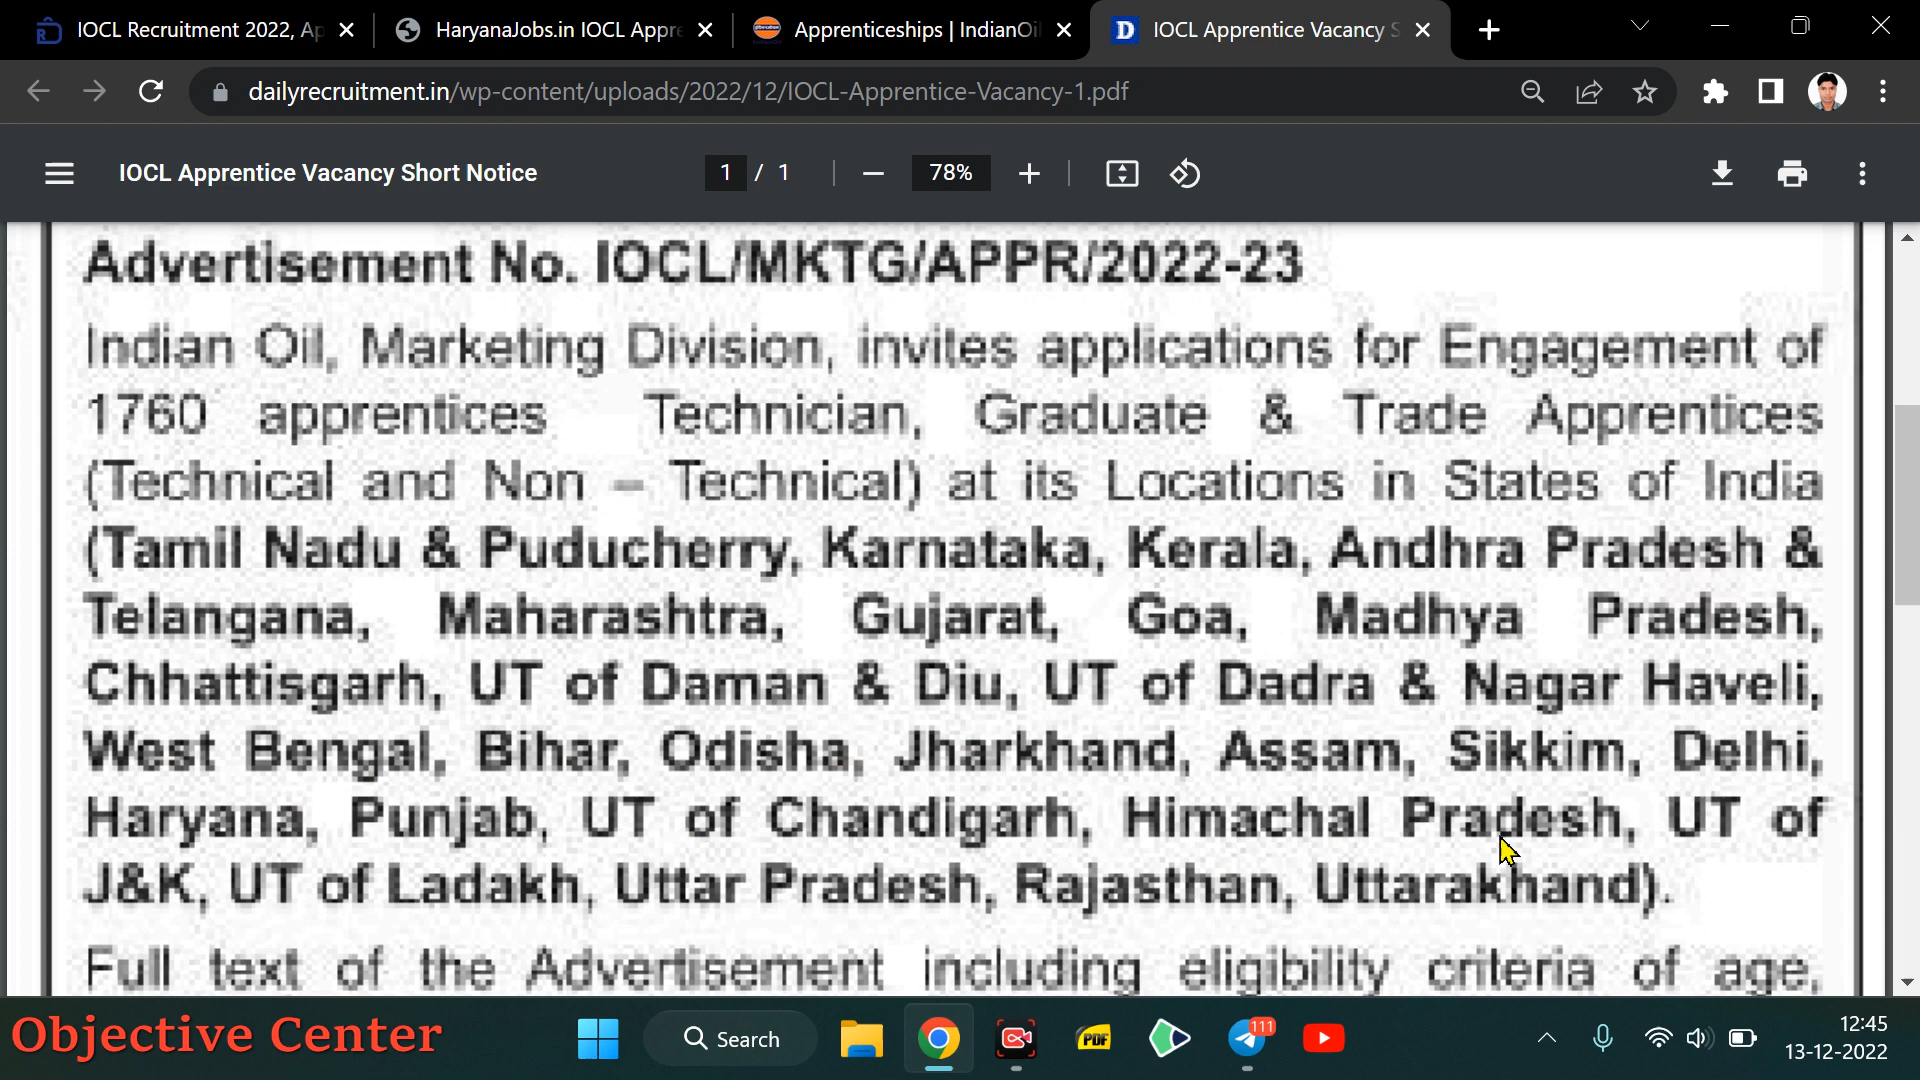 IOCL Recruitment 2022, Ap
HaryanaJobs.in IOCL Appre
Apprenticeships | IndianOil
IOCL Apprentice Vacancy S
dailyrecruitment.in/wp-content/uploads/2022/12/IOCL-Apprentice-Vacancy-1.pdf
IOCL Apprentice Vacancy Short Notice
1 / 1
78%
Advertisement No. IOCL/MKTG/APPR/2022-23
Indian Oil, Marketing Division, invites applications for Engagement of
1760 apprentices Technician, Graduate & Trade Apprentices
(Technical and Non – Technical) at its Locations in States of India
(Tamil Nadu & Puducherry, Karnataka, Kerala, Andhra Pradesh &
Telangana, Maharashtra, Gujarat, Goa, Madhya Pradesh,
Chhattisgarh, UT of Daman & Diu, UT of Dadra & Nagar Haveli,
West Bengal, Bihar, Odisha, Jharkhand, Assam, Sikkim, Delhi,
Haryana, Punjab, UT of Chandigarh, Himachal Pradesh, UT of
J&K, UT of Ladakh, Uttar Pradesh, Rajasthan, Uttarakhand).
Full text of the Advertisement including eligibility criteria of age,
Objective Center
Search
PDF
111
12:45
13-12-2022